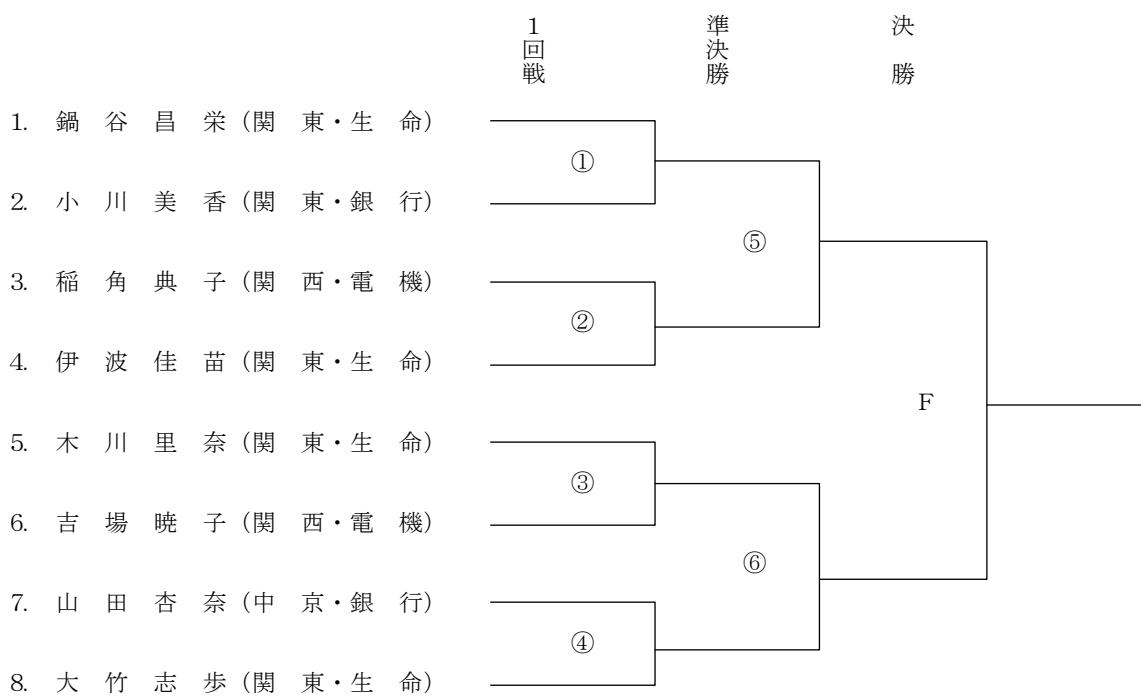 1回戦
準決勝
決勝
1. 鍋谷昌栄(関東・生命)
①
2. 小川美香(関東・銀行)
⑤
3. 稲角典子(関西・電機)
②
4. 伊波佳苗(関東・生命)
F
5. 木川里奈(関東・生命)
③
6. 吉場暁子(関西・電機)
⑥
7. 山田杏奈(中京・銀行)
④
8. 大竹志歩(関東・生命)